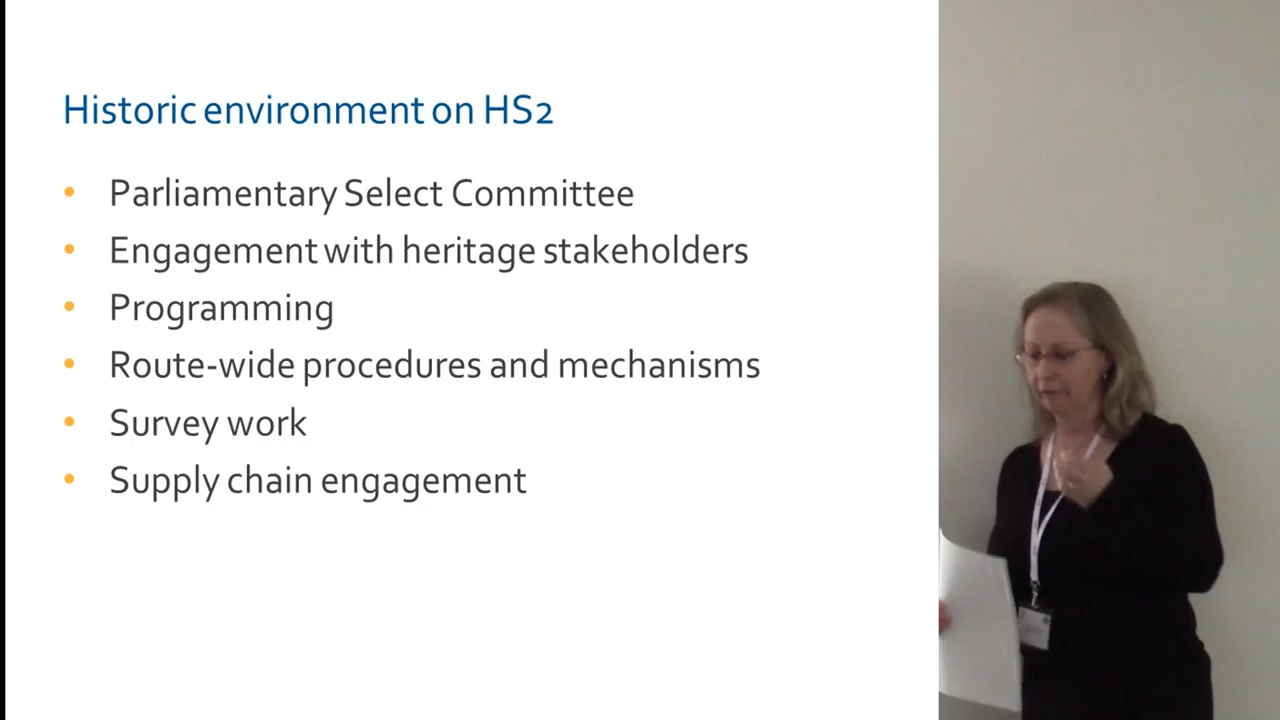 Historic environment on HS2
• Parliamentary Select Committee
• Engagement with heritage stakeholders
• Programming
• Route-wide procedures and mechanisms
• Survey work
• Supply chain engagement